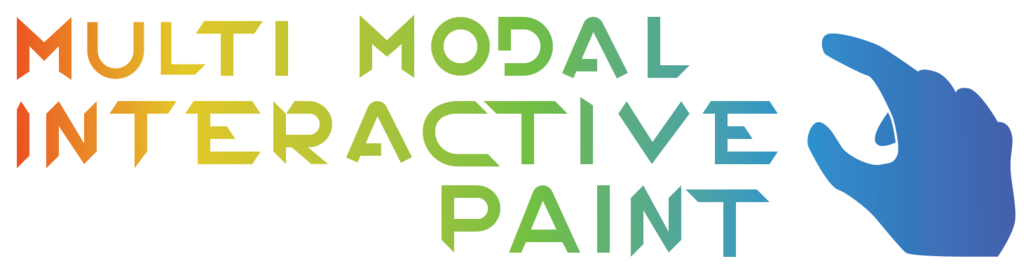 MULTI MODAL
INTERACTIVE
PAINT